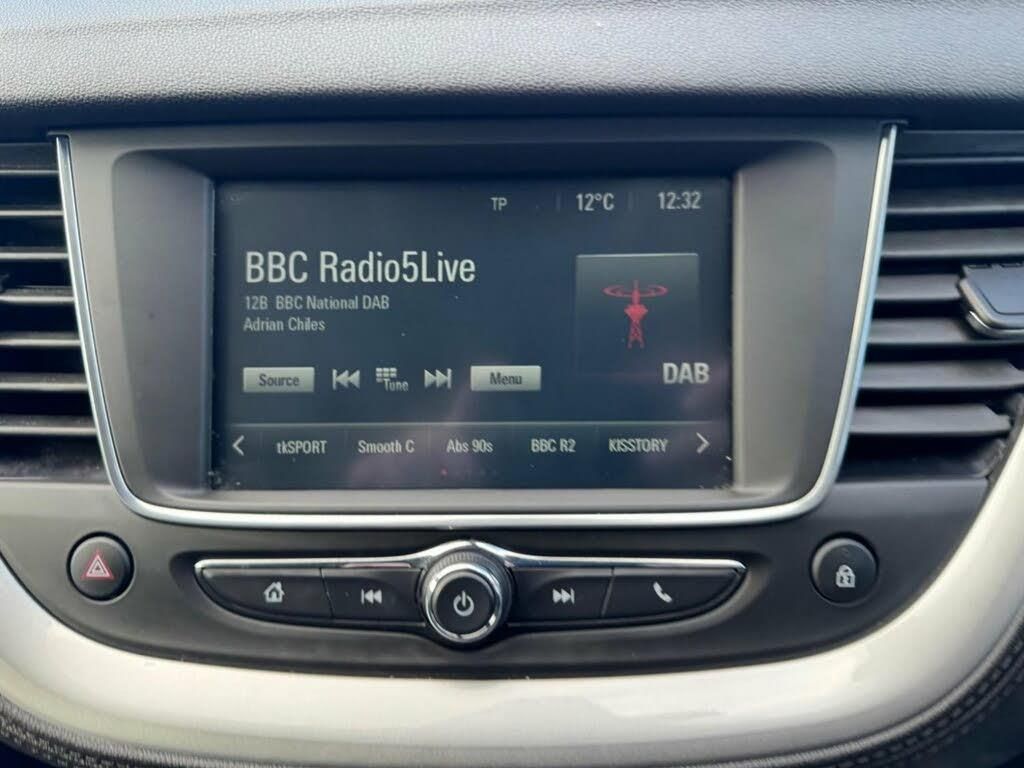 TP 12°C 12:32
BBC Radio5Live
12B BBC National DAB
Adrian Chiles
Source Tune Menu
DAB
tkSPORT Smooth C Abs 90s BBC R2 KISSTORY